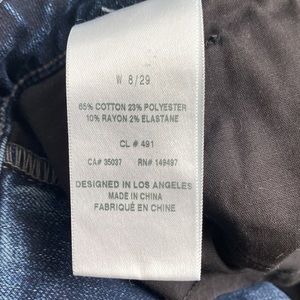 W 8/29
65% COTTON 23% POLYESTER
10% RAYON 2% ELASTANE
CL # 491
CA# 35037 RN# 149497
DESIGNED IN LOS ANGELES
MADE IN CHINA
FABRIQUÉ EN CHINE